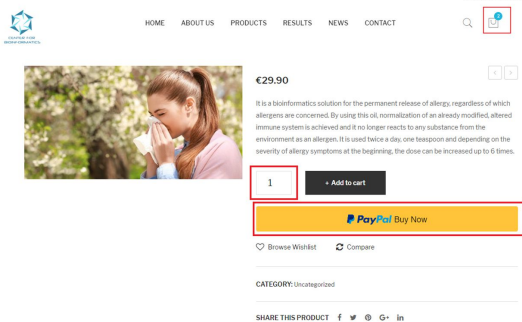 HOME ABOUT US PRODUCTS RESULTS NEWS CONTACT
2
CENTER FOR
BIOINFORMATICS
€29.90
It is a bioinformatics solution for the permanent release of allergy, regardless of which
allergens are concerned. By using this oil, normalization of an already modified, altered
immune system is achieved and it no longer reacts to any substance from the
environment as an allergen. It is used twice a day, one teaspoon and depending on the
severity of allergy symptoms at the beginning, the dose can be increased up to 6 times.
1 + Add to cart
PayPal Buy Now
Browse Wishlist Compare
CATEGORY: Uncategorized
SHARE THIS PRODUCT